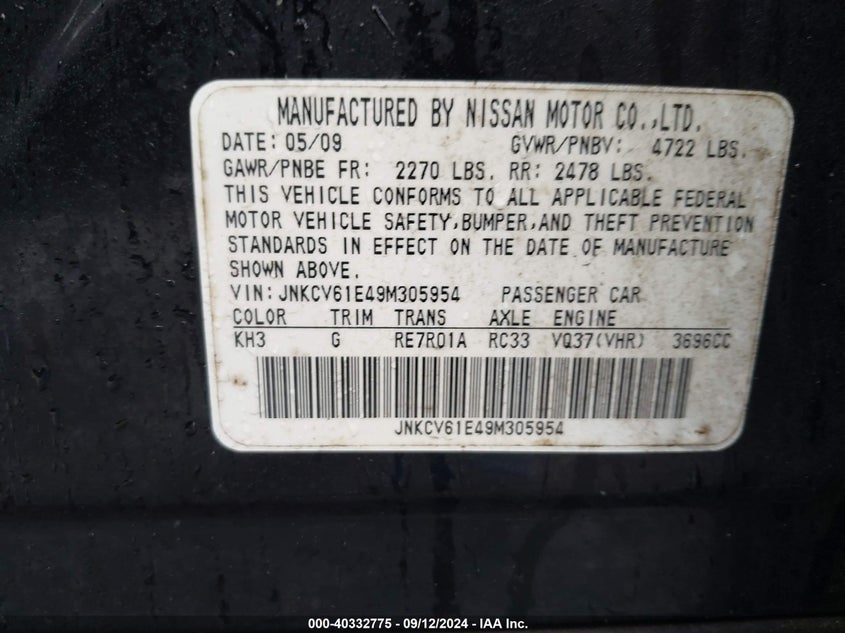 MANUFACTURED BY NISSAN MOTOR CO.,LTD.
DATE: 05/09 GVWR/PNBV: 4722 LBS.
GAWR/PNBE FR: 2270 LBS. RR: 2478 LBS.
THIS VEHICLE CONFORMS TO ALL APPLICABLE FEDERAL
MOTOR VEHICLE SAFETY,BUMPER,AND THEFT PREVENTION
STANDARDS IN EFFECT ON THE DATE OF MANUFACTURE
SHOWN ABOVE.
VIN:JNKCV61E49M305954 PASSENGER CAR
COLOR TRIM TRANS AXLE ENGINE
KH3 G RE7R01A RC33 VQ37(VHR) 3696CC
JNKCV61E49M305954
000-40332775 - 09/12/2024 - IAA Inc.